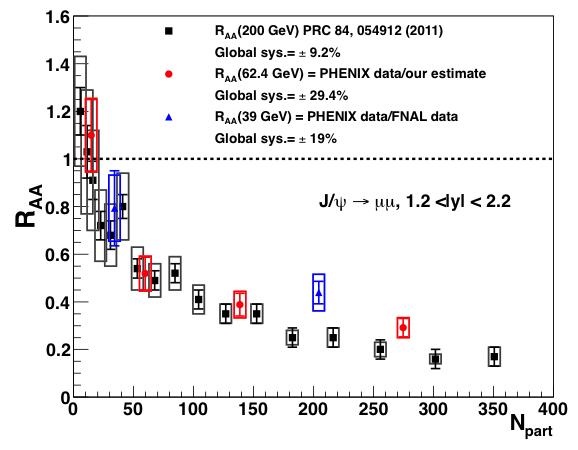 R_AA(200 GeV) PRC 84, 054912 (2011)
Global sys.= ± 9.2%
R_AA(62.4 GeV) = PHENIX data/our estimate
Global sys.= ± 29.4%
R_AA(39 GeV) = PHENIX data/FNAL data
Global sys.= ± 19%
J/ψ → μμ, 1.2 <|y| < 2.2
R_AA
1.6
1.4
1.2
1
0.8
0.6
0.4
0.2
0
0 50 100 150 200 250 300 350 400
N_part